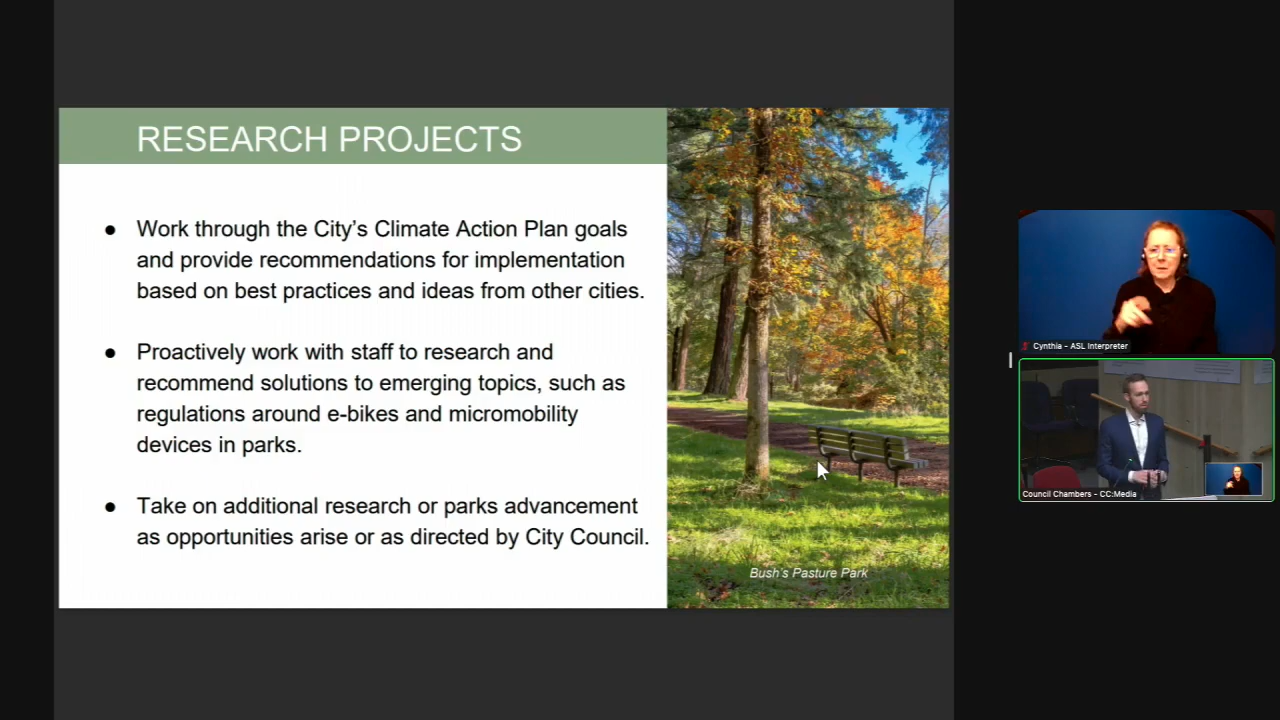 RESEARCH PROJECTS
● Work through the City’s Climate Action Plan goals
and provide recommendations for implementation
based on best practices and ideas from other cities.
● Proactively work with staff to research and
recommend solutions to emerging topics, such as
regulations around e-bikes and micromobility
devices in parks.
● Take on additional research or parks advancement
as opportunities arise or as directed by City Council.
Bush's Pasture Park
Cynthia - ASL Interpreter
Council Chambers - CC:Media